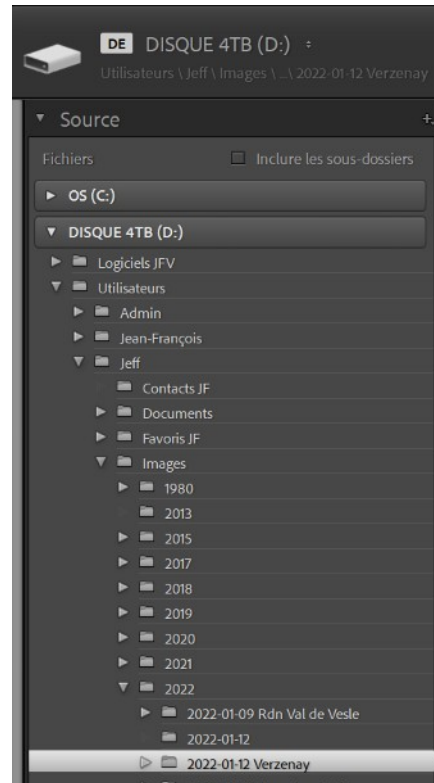 DE DISQUE 4TB (D:)
Utilisateurs \ Jeff \ Images \ ...\ 2022-01-12 Verzenay
Source
Fichiers Inclure les sous-dossiers
OS (C:)
DISQUE 4TB (D:)
Logiciels JFV
Utilisateurs
Admin
Jean-François
Jeff
Contacts JF
Documents
Favoris JF
Images
1980
2013
2015
2017
2018
2019
2020
2021
2022
2022-01-09 Rdn Val de Vesle
2022-01-12
2022-01-12 Verzenay